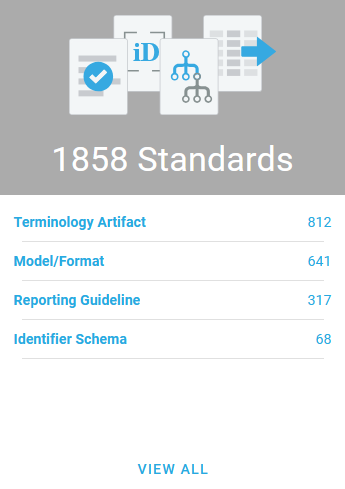 iD
1858 Standards
Terminology Artifact 812
Model/Format 641
Reporting Guideline 317
Identifier Schema 68
VIEW ALL